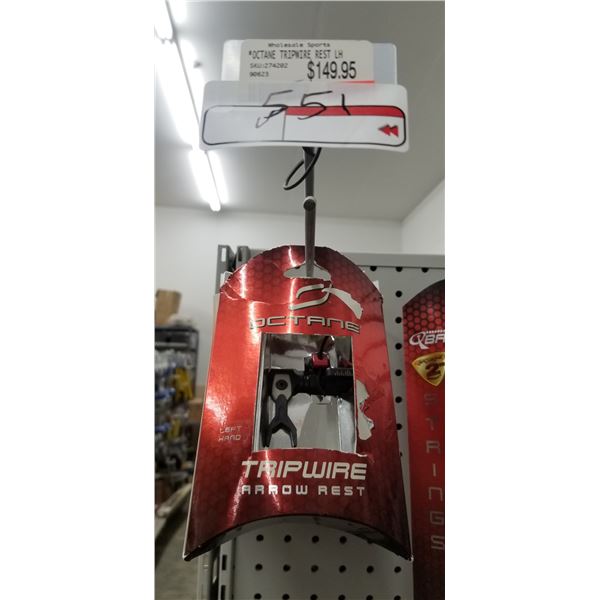 Wholesale Sports
*OCTANE TRIPWIRE REST LH
SKU:274202
90623
$149.95
551
OCTANE
LEFT
HAND
TRIPWIRE
ARROW REST
2
STRINGS